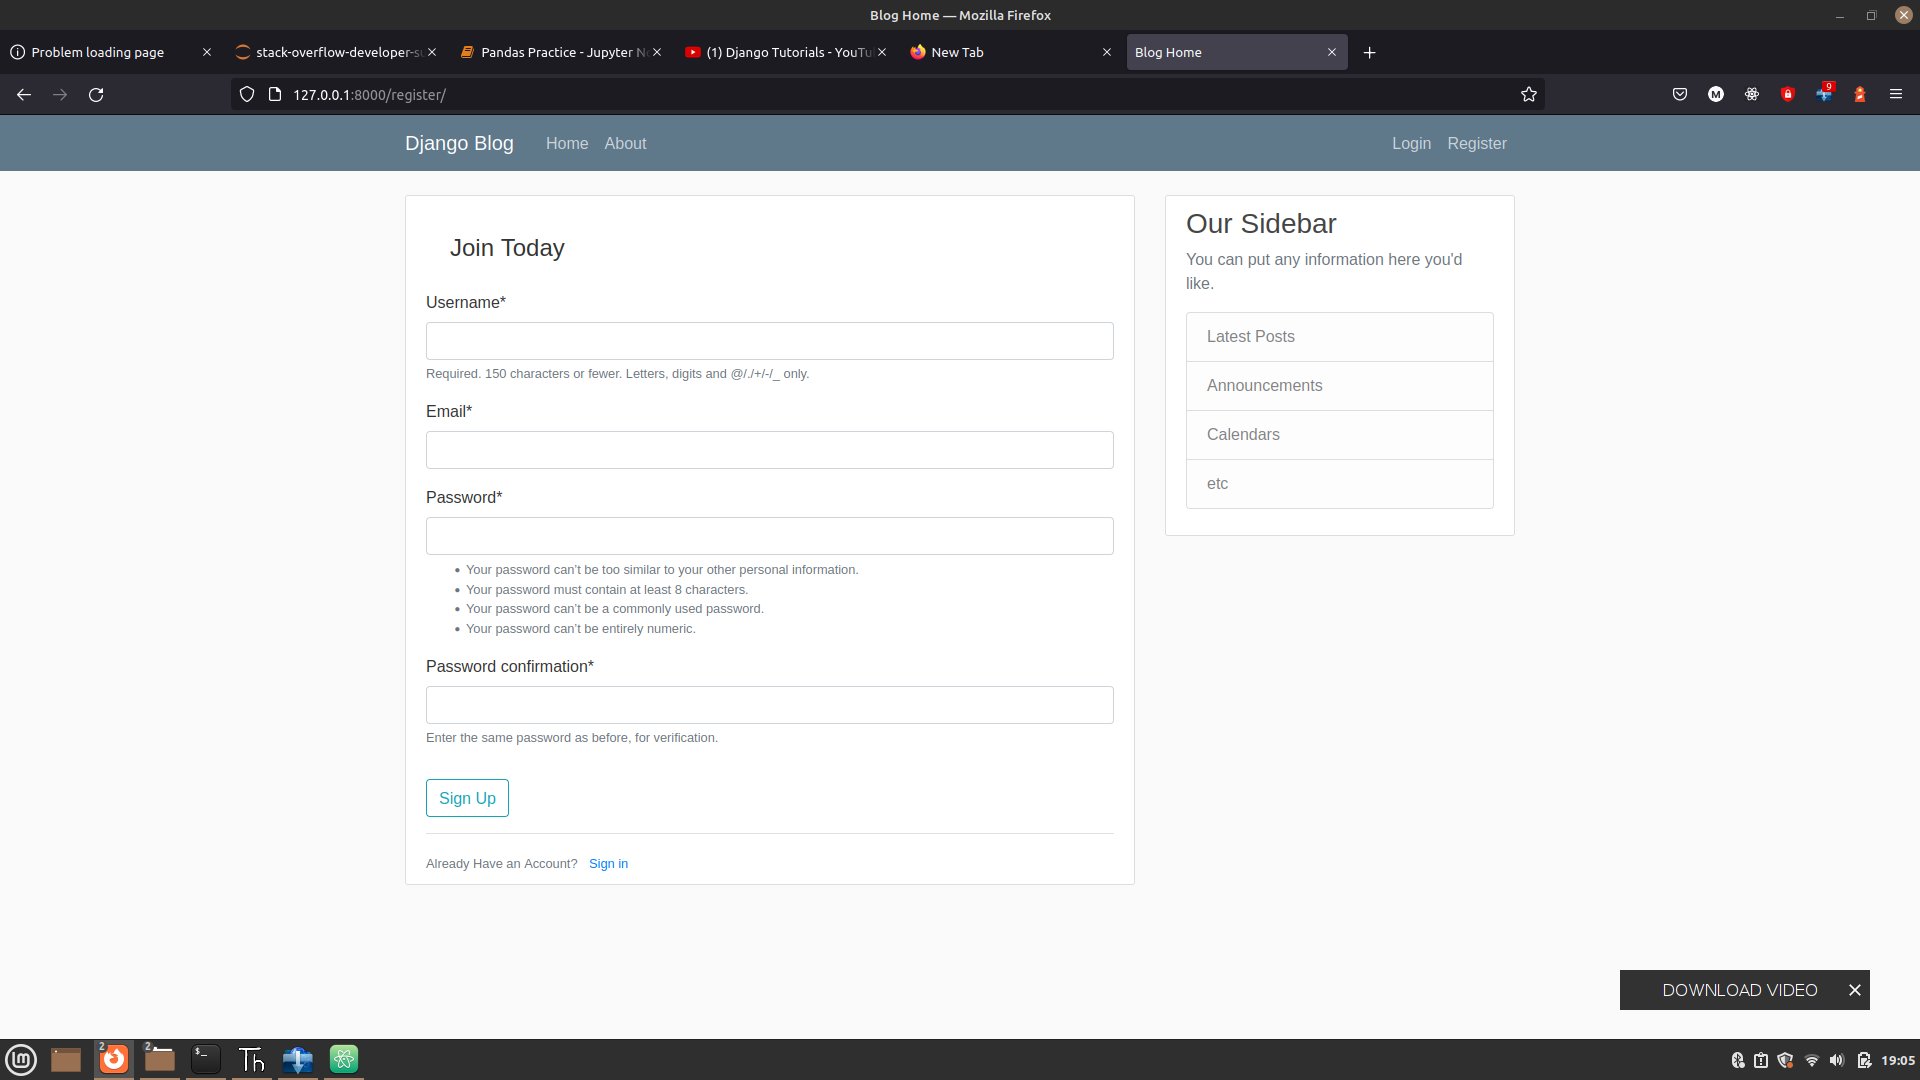 Blog Home — Mozilla Firefox
Problem loading page
stack-overflow-developer-su
Pandas Practice - Jupyter No
(1) Django Tutorials - YouTu
New Tab
Blog Home
127.0.0.1:8000/register/
M
9
Django Blog
Home
About
Login
Register
Join Today
Username*
Required. 150 characters or fewer. Letters, digits and @/./+/-/_ only.
Email*
Password*
Your password can't be too similar to your other personal information.
Your password must contain at least 8 characters.
Your password can't be a commonly used password.
Your password can't be entirely numeric.
Password confirmation*
Enter the same password as before, for verification.
Sign Up
Already Have an Account? Sign in
Our Sidebar
You can put any information here you'd
like.
Latest Posts
Announcements
Calendars
etc
DOWNLOAD VIDEO
2
2
$_
Th
19:05